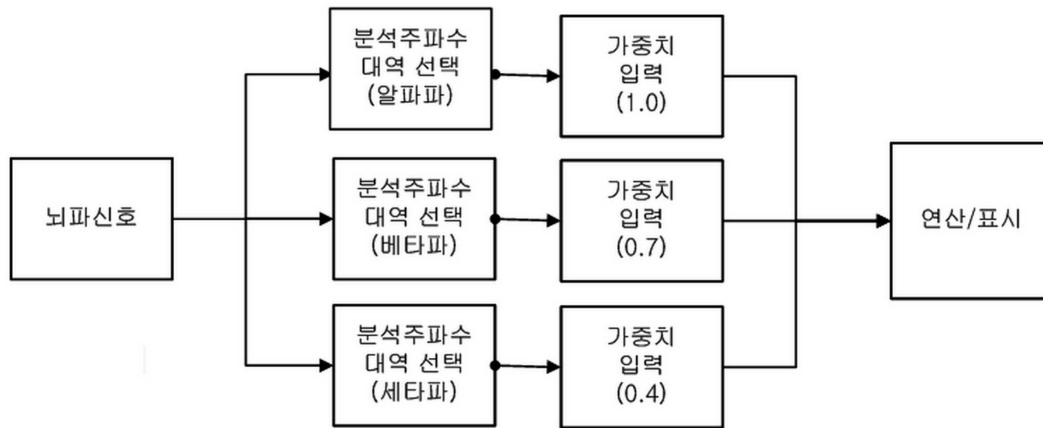 뇌파신호
분석주파수
대역 선택
(알파파)
가중치
입력
(1.0)
분석주파수
대역 선택
(베타파)
가중치
입력
(0.7)
분석주파수
대역 선택
(세타파)
가중치
입력
(0.4)
연산/표시